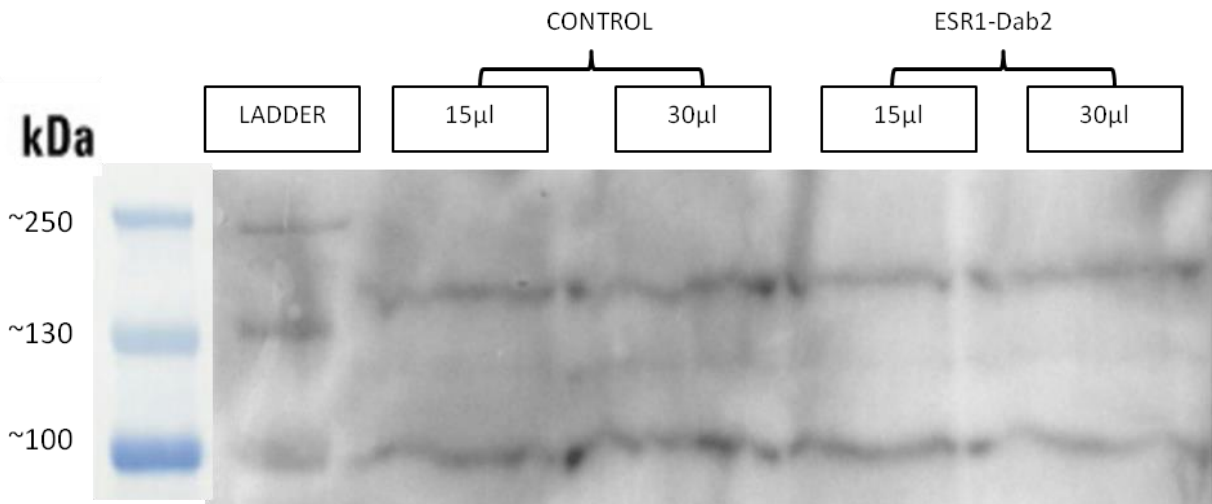 CONTROL ESR1-Dab2
LADDER 15µl 30µl 15µl 30µl
kDa
~250
~130
~100